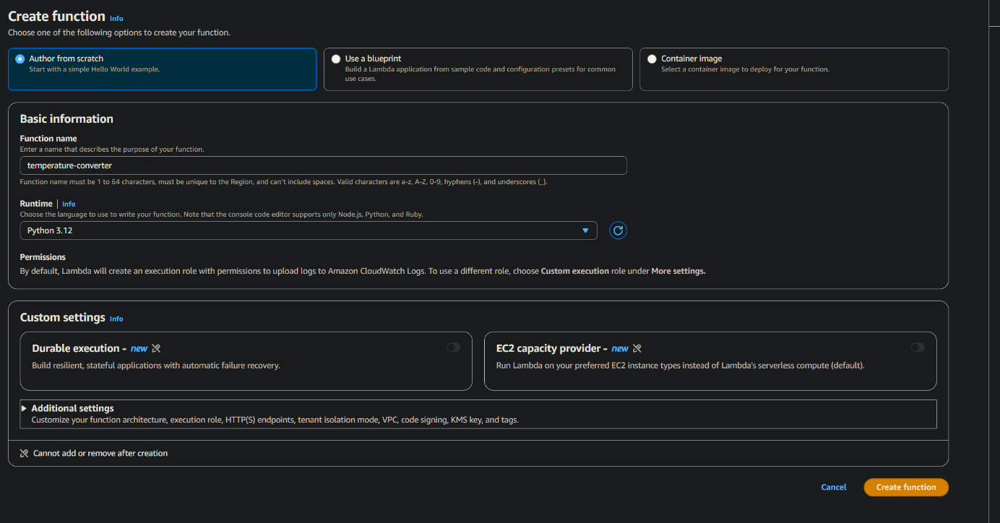 Create function Info
Choose one of the following options to create your function.
Author from scratch
Start with a simple Hello World example.
Use a blueprint
Build a Lambda application from sample code and configuration presets for common
use cases.
Container image
Select a container image to deploy for your function.
Basic information
Function name
Enter a name that describes the purpose of your function.
temperature-converter
Function name must be 1 to 64 characters, must be unique to the Region, and can't include spaces. Valid characters are a-z, A-Z, 0-9, hyphens (-), and underscores (_).
Runtime | Info
Choose the language to use to write your function. Note that the console code editor supports only Node.js, Python, and Ruby.
Python 3.12
Permissions
By default, Lambda will create an execution role with permissions to upload logs to Amazon CloudWatch Logs. To use a different role, choose Custom execution role under More settings.
Custom settings Info
Durable execution - new
Build resilient, stateful applications with automatic failure recovery.
EC2 capacity provider - new
Run Lambda on your preferred EC2 instance types instead of Lambda's serverless compute (default).
Additional settings
Customize your function architecture, execution role, HTTP(S) endpoints, tenant isolation mode, VPC, code signing, KMS key, and tags.
Cannot add or remove after creation
Cancel
Create function